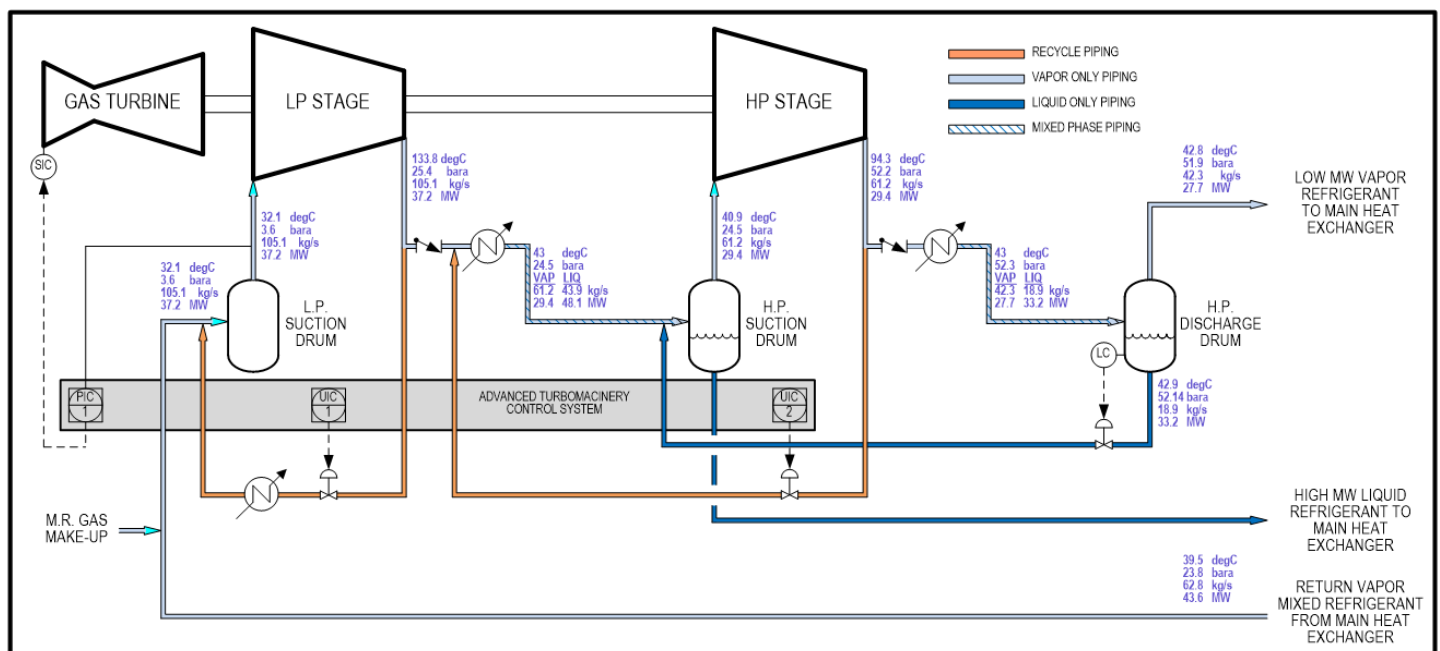 GAS TURBINE
LP STAGE
HP STAGE
RECYCLE PIPING
VAPOR ONLY PIPING
LIQUID ONLY PIPING
MIXED PHASE PIPING
SIC
133.8 degC
25.4 bara
105.1 kg/s
37.2 MW
94.3 degC
52.2 bara
61.2 kg/s
29.4 MW
42.8 degC
51.9 bara
42.3 kg/s
27.7 MW
LOW MW VAPOR
REFRIGERANT
TO MAIN HEAT
EXCHANGER
32.1 degC
3.6 bara
105.1 kg/s
37.2 MW
40.9 degC
24.5 bara
61.2 kg/s
29.4 MW
32.1 degC
3.6 bara
105.1 kg/s
37.2 MW
43 degC
24.5 bara
VAP LIQ
61.2 43.9 kg/s
29.4 48.1 MW
43 degC
52.3 bara
VAP LIQ
42.3 18.9 kg/s
27.7 33.2 MW
L.P.
SUCTION
DRUM
H.P.
SUCTION
DRUM
H.P.
DISCHARGE
DRUM
LC
PIC
1
UIC
1
ADVANCED TURBOMACINERY
CONTROL SYSTEM
UIC
2
42.9 degC
52.14 bara
18.9 kg/s
33.2 MW
M.R. GAS
MAKE-UP
HIGH MW LIQUID
REFRIGERANT TO
MAIN HEAT
EXCHANGER
39.5 degC
23.8 bara
62.8 kg/s
43.6 MW
RETURN VAPOR
MIXED REFRIGERANT
FROM MAIN HEAT
EXCHANGER